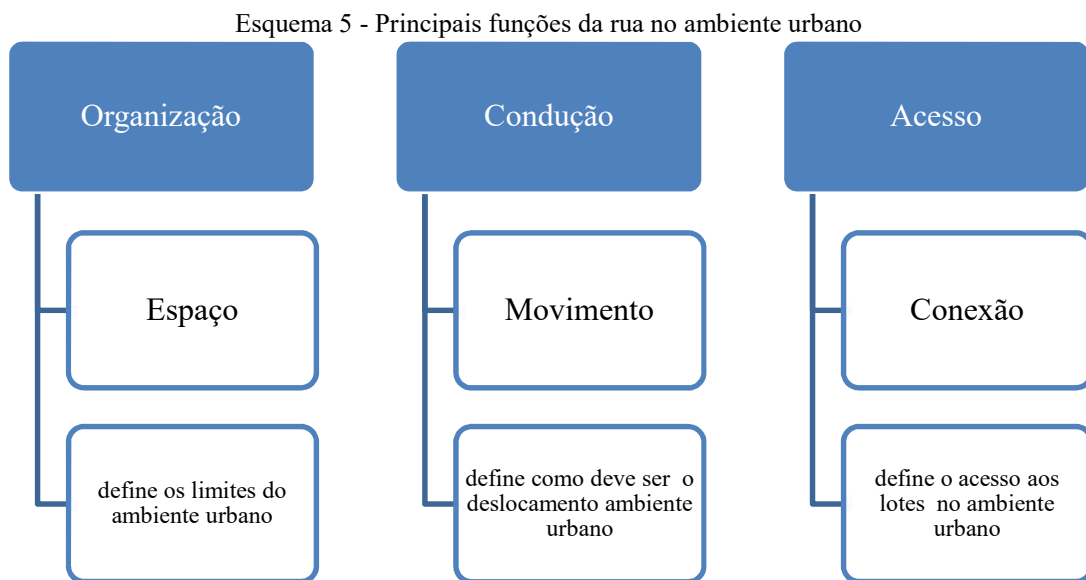 Esquema 5 - Principais funções da rua no ambiente urbano
Organização
Espaço
define os limites do
ambiente urbano
Condução
Movimento
define como deve ser o
deslocamento ambiente
urbano
Acesso
Conexão
define o acesso aos
lotes no ambiente
urbano